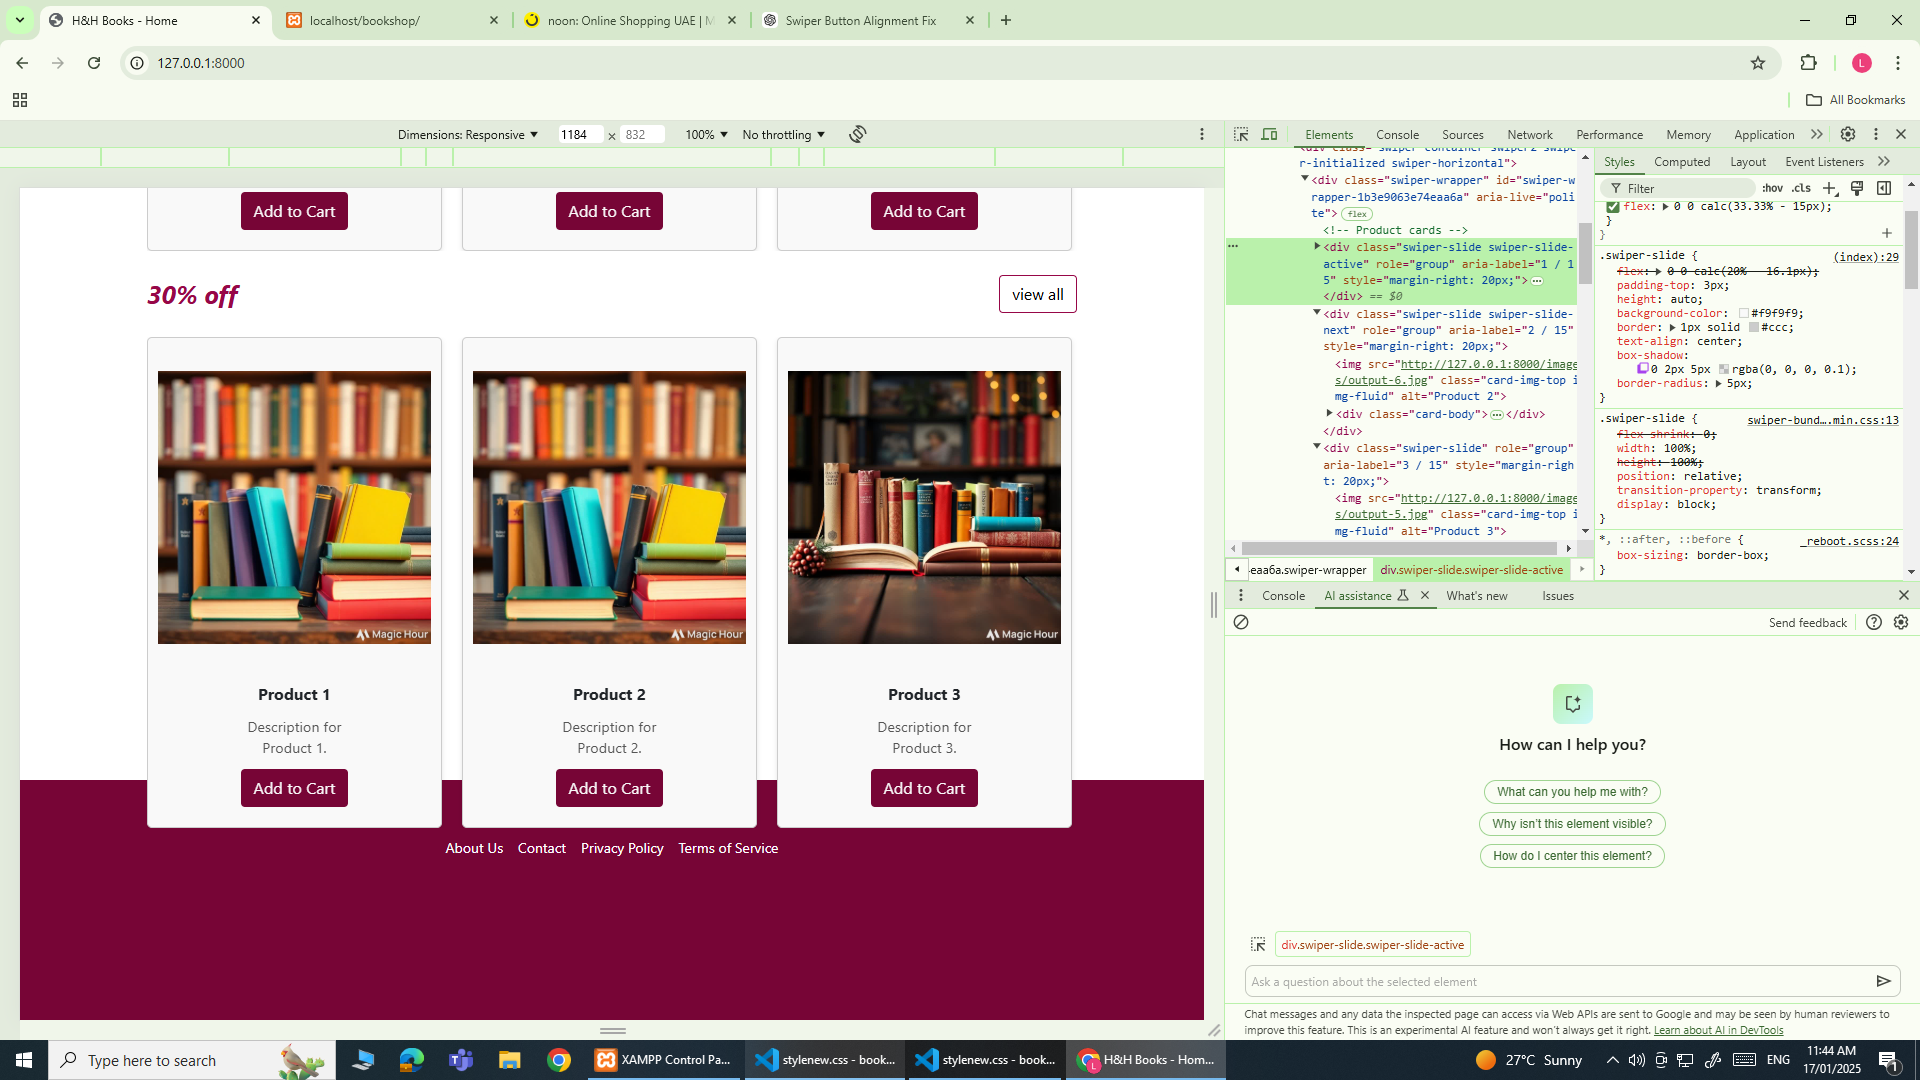 H&H Books - Home
localhost/bookshop/
noon: Online Shopping UAE | M
Swiper Button Alignment Fix
127.0.0.1:8000
L
All Bookmarks
Dimensions: Responsive
1184 × 832
100%
No throttling
Add to Cart
Add to Cart
Add to Cart
30% off
view all
Magic Hour
Magic Hour
Magic Hour
Product 1
Product 2
Product 3
Description for
Product 1.
Description for
Product 2.
Description for
Product 3.
Add to Cart
Add to Cart
Add to Cart
About Us
Contact
Privacy Policy
Terms of Service
Elements
Console
Sources
Network
Performance
Memory
Application
<div class="swiper-container swiper2 swipe
r-initialized swiper-horizontal">
<div class="swiper-wrapper" id="swiper-w
rapper-1b3e9063e74eaa6a" aria-live="poli
te"> flex
<!-- Product cards -->
<div class="swiper-slide swiper-slide-
active" role="group" aria-label="1 / 1
5" style="margin-right: 20px;">
</div> == $0
<div class="swiper-slide swiper-slide-
next" role="group" aria-label="2 / 15"
style="margin-right: 20px;">
<img src="http://127.0.0.1:8000/image
s/output-6.jpg" class="card-img-top i
mg-fluid" alt="Product 2">
<div class="card-body"> </div>
</div>
<div class="swiper-slide" role="group"
aria-label="3 / 15" style="margin-righ
t: 20px;">
<img src="http://127.0.0.1:8000/image
s/output-5.jpg" class="card-img-top i
mg-fluid" alt="Product 3">
-eaa6a.swiper-wrapper
div.swiper-slide.swiper-slide-active
Styles
Computed
Layout
Event Listeners
Filter
:hov
.cls
flex: 0 0 calc(33.33% - 15px);
}
}
.swiper-slide {
(index):29
flex: 0 0 calc(20% - 16.1px);
padding-top: 3px;
height: auto;
background-color: #f9f9f9;
border: 1px solid #ccc;
text-align: center;
box-shadow:
0 2px 5px rgba(0, 0, 0, 0.1);
border-radius: 5px;
}
.swiper-slide {
swiper-bund….min.css:13
flex-shrink: 0;
width: 100%;
height: 100%;
position: relative;
transition-property: transform;
display: block;
}
*, ::after, ::before {
_reboot.scss:24
box-sizing: border-box;
}
Console
AI assistance
What's new
Issues
Send feedback
How can I help you?
What can you help me with?
Why isn't this element visible?
How do I center this element?
div.swiper-slide.swiper-slide-active
Ask a question about the selected element
Chat messages and any data the inspected page can access via Web APIs are sent to Google and may be seen by human reviewers to
improve this feature. This is an experimental AI feature and won't always get it right. Learn about AI in DevTools
Type here to search
XAMPP Control Pa...
stylenew.css - book...
stylenew.css - book...
H&H Books - Hom...
27°C Sunny
ENG
11:44 AM
17/01/2025
1